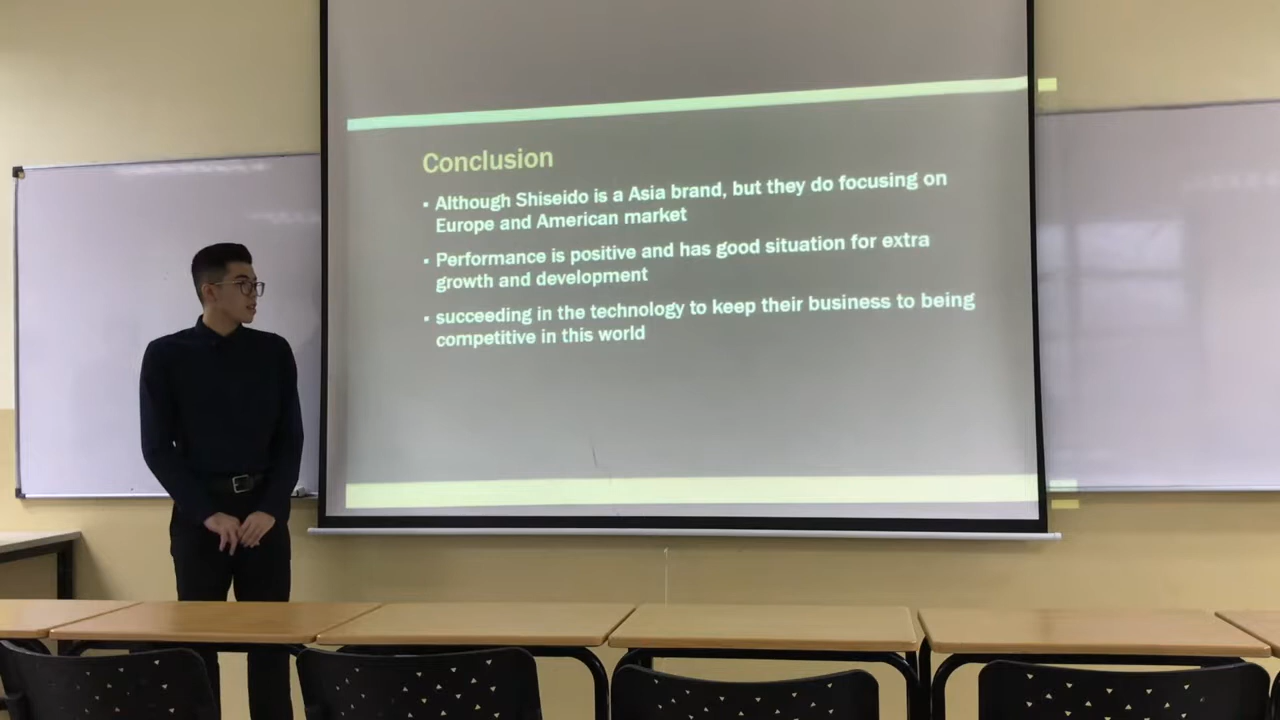 Conclusion
▪ Although Shiseido is a Asia brand, but they do focusing on
Europe and American market
▪ Performance is positive and has good situation for extra
growth and development
▪ succeeding in the technology to keep their business to being
competitive in this world